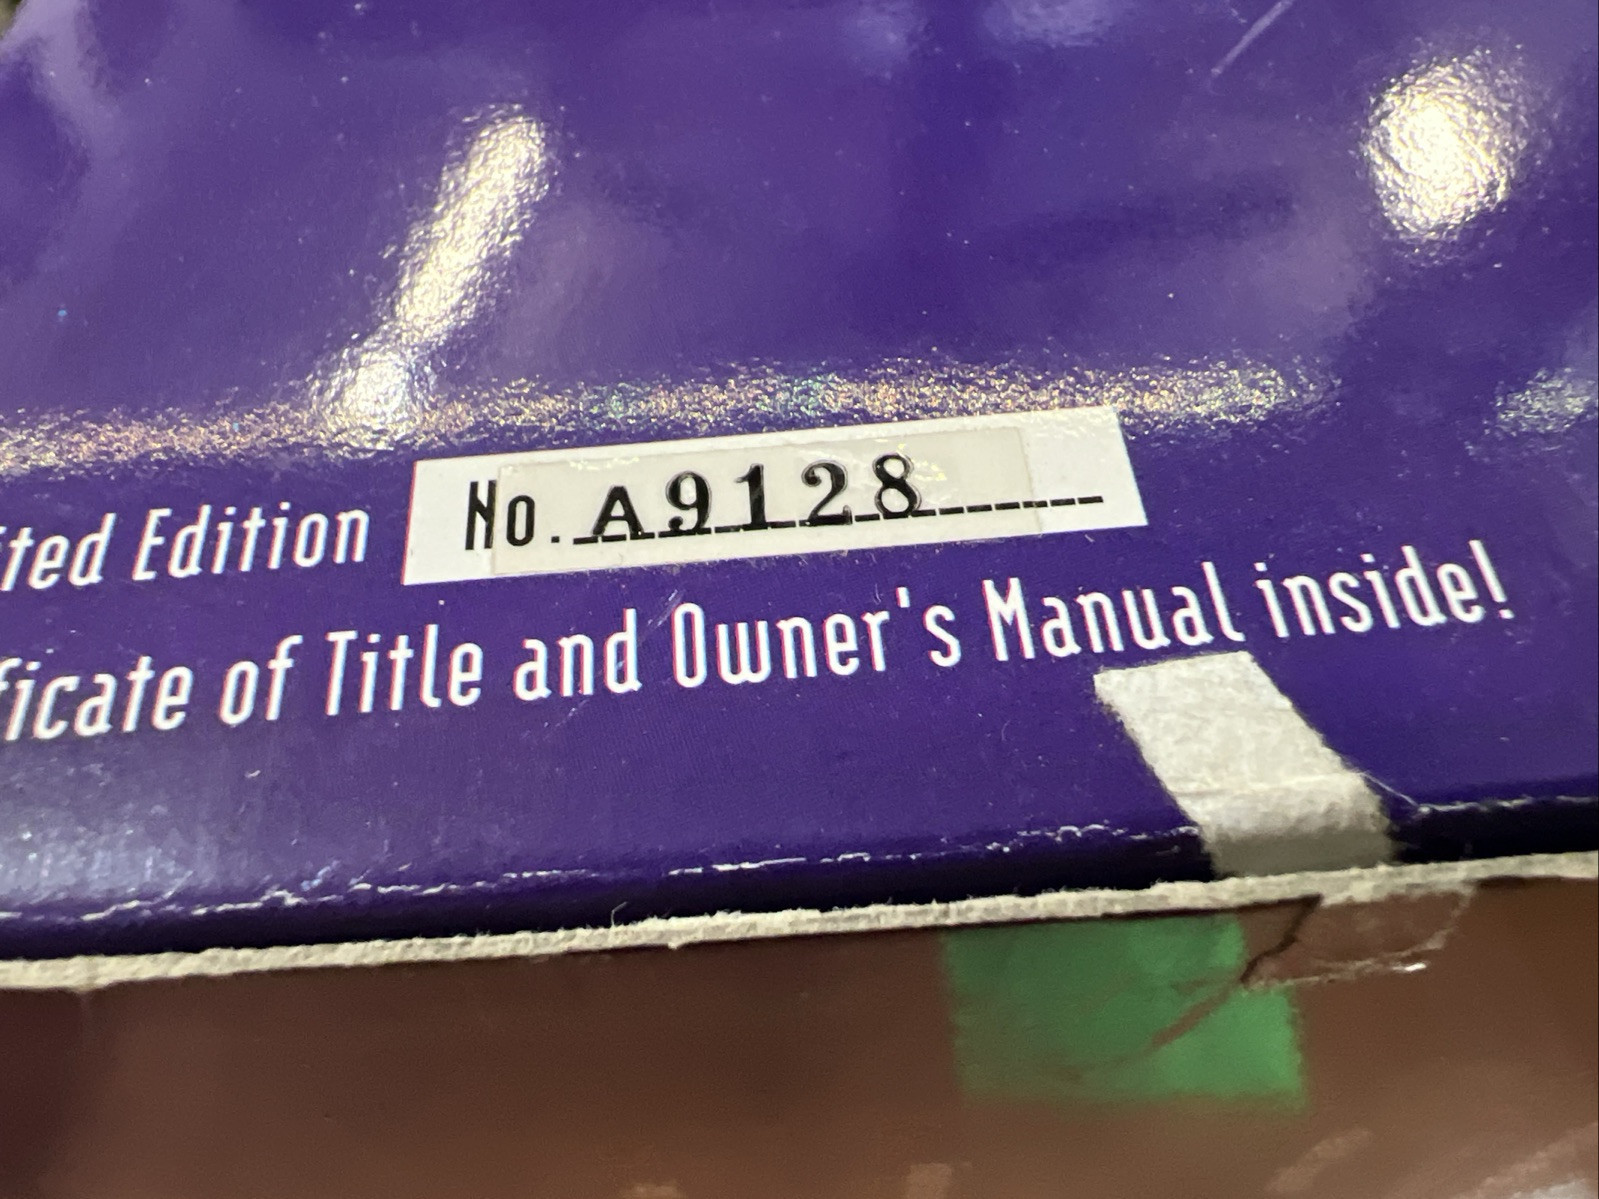 ited Edition No. A9128
ficate of Title and Owner's Manual inside!